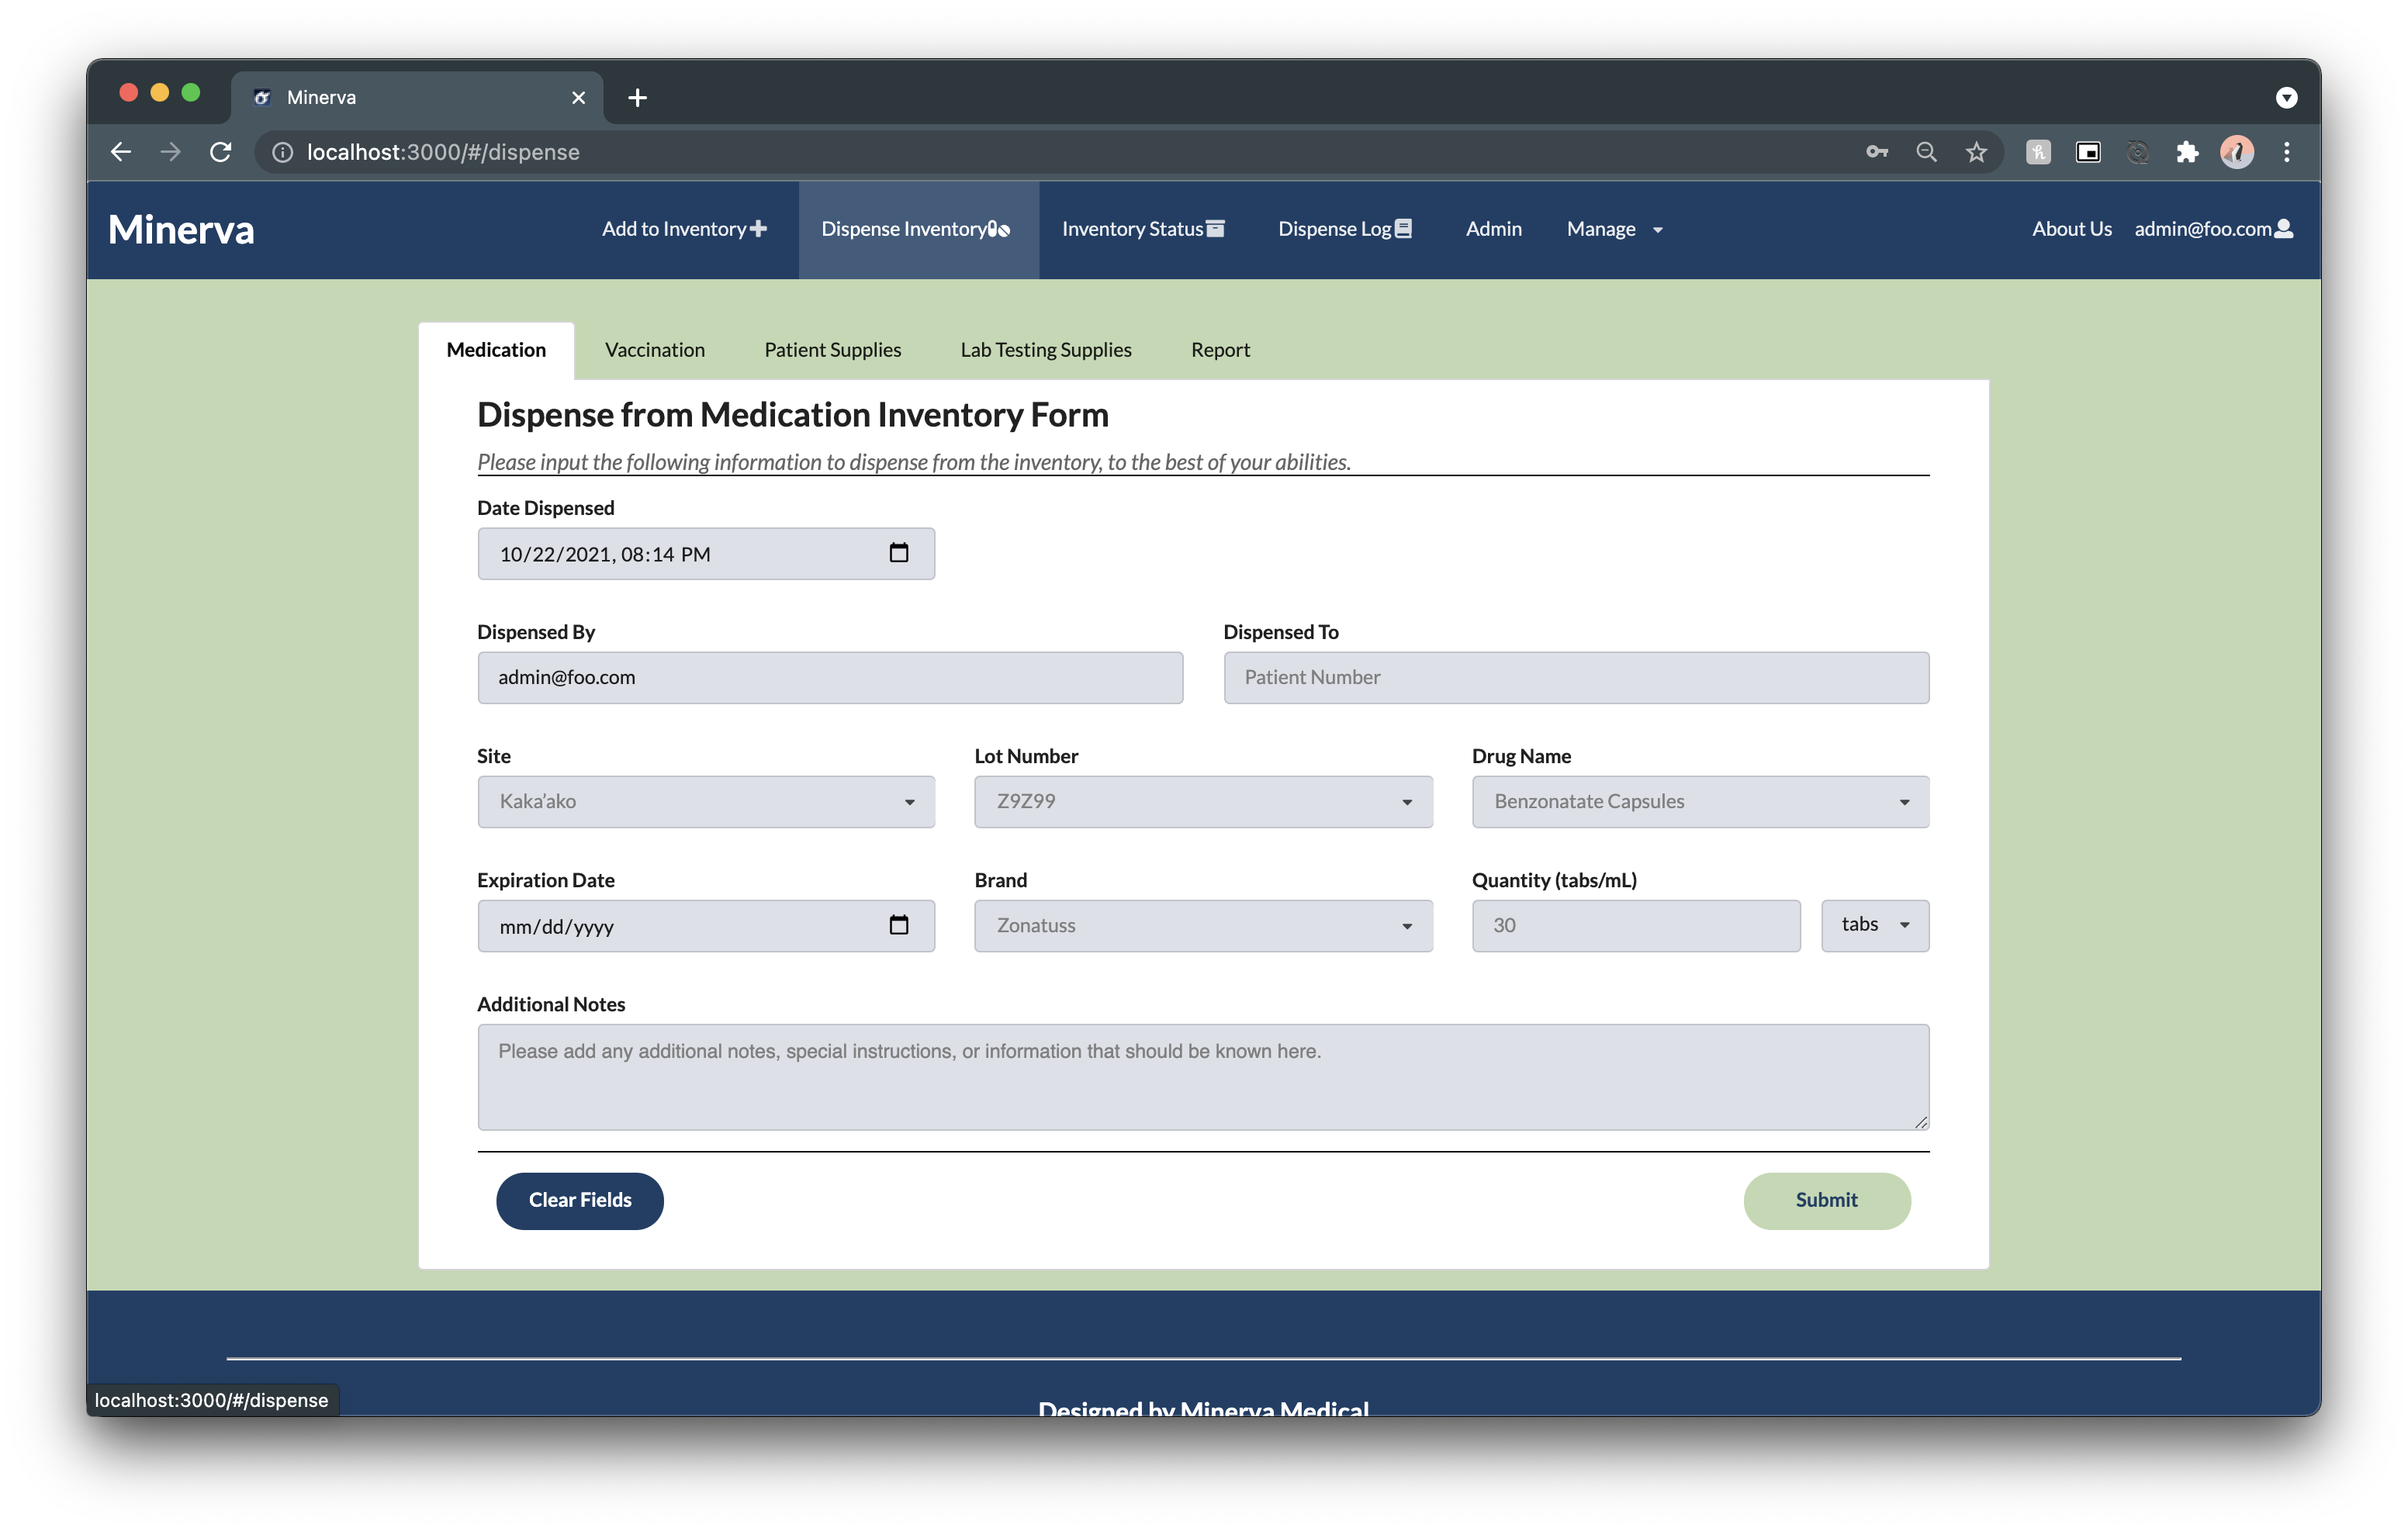 Minerva
localhost:3000/#/dispense
Minerva
Add to Inventory
Dispense Inventory
Inventory Status
Dispense Log
Admin
Manage
About Us
admin@foo.com
Medication
Vaccination
Patient Supplies
Lab Testing Supplies
Report
Dispense from Medication Inventory Form
Please input the following information to dispense from the inventory, to the best of your abilities.
Date Dispensed
10/22/2021, 08:14 PM
Dispensed By
Dispensed To
admin@foo.com
Patient Number
Site
Lot Number
Drug Name
Kaka’ako
Z9Z99
Benzonatate Capsules
Expiration Date
Brand
Quantity (tabs/mL)
mm/dd/yyyy
Zonatuss
30
tabs
Additional Notes
Please add any additional notes, special instructions, or information that should be known here.
Clear Fields
Submit
localhost:3000/#/dispense
Designed by Minerva Medical